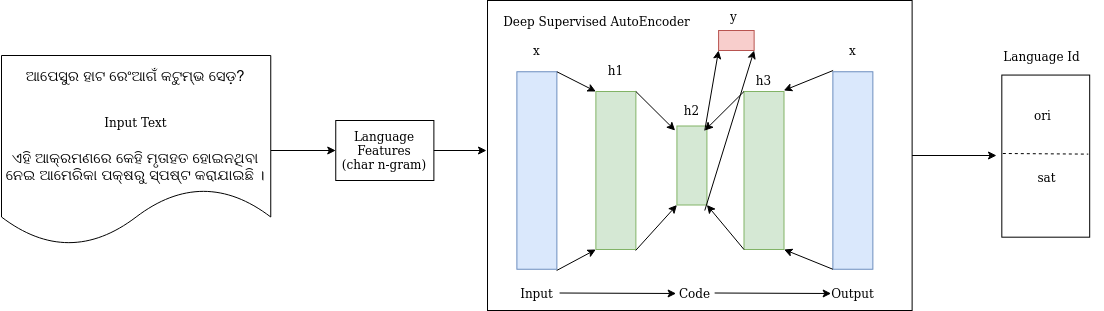 ଆପେସୁର ହାଟ ରେଂଆଗଁ କଟୁମ୍ଭ ସେଡ଼?
Input Text
ଏହି ଆକ୍ରମଣରେ କେହି ମୃତାହତ ହୋଇନଥିବା
ନେଇ ଆମେରିକା ପକ୍ଷରୁ ସ୍ପଷ୍ଟ କରାଯାଇଛି ।
Language
Features
(char n-gram)
Deep Supervised AutoEncoder
y
x
h1
h2
h3
x
Input
Code
Output
Language Id
ori
sat